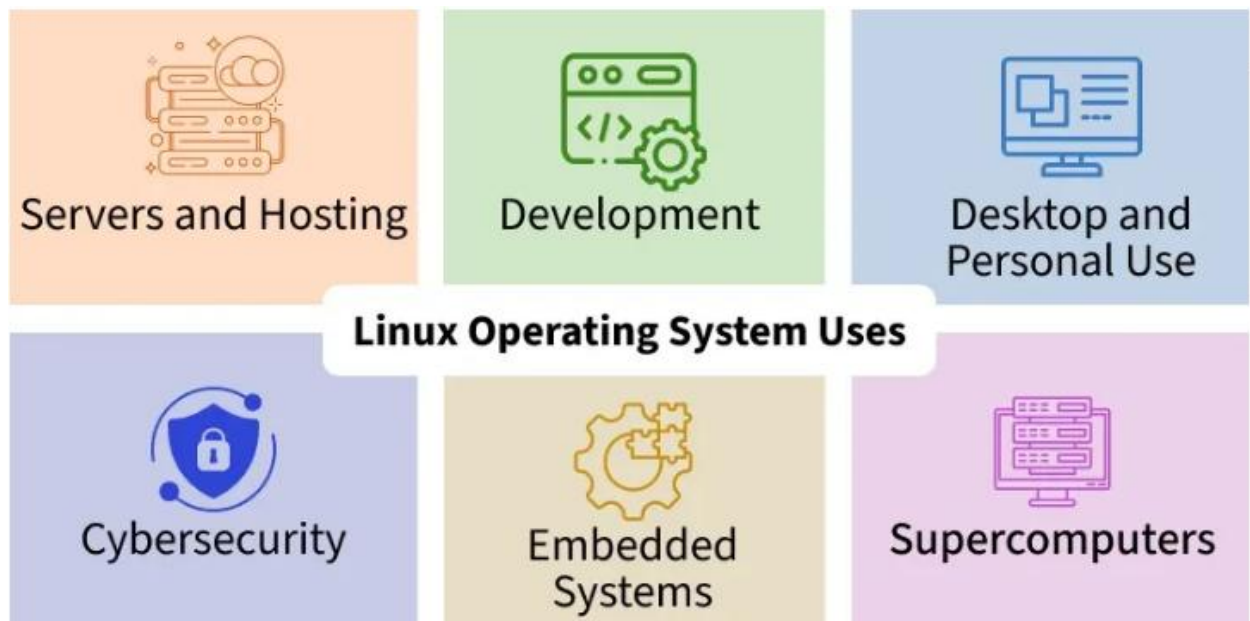 Servers and Hosting
Development
Desktop and
Personal Use
Linux Operating System Uses
Cybersecurity
Embedded
Systems
Supercomputers